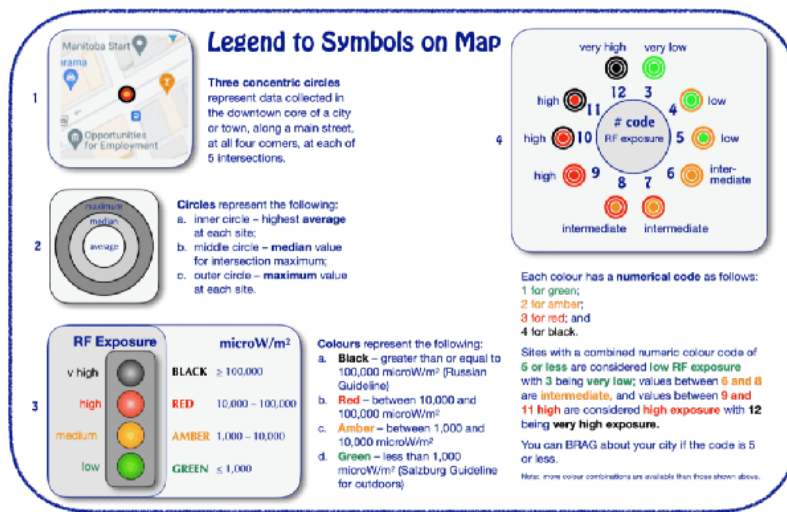 Legend to Symbols on Map
1
Manitoba Start
arama
Opportunities
for Employment
Three concentric circles
represent data collected in
the downtown core of a city
or town, along a main street,
at all four corners, at each of
5 intersections.
2
maximum
median
average
Circles represent the following:
a. inner circle – highest average
at each site;
b. middle circle – median value
for intersection maximum;
c. outer circle – maximum value
at each site.
3
RF Exposure microW/m²
v high BLACK ≥ 100,000
high RED 10,000 – 100,000
medium AMBER 1,000 – 10,000
low GREEN ≤ 1,000
Colours represent the following:
a. Black – greater than or equal to
100,000 microW/m² (Russian
Guideline)
b. Red – between 10,000 and
100,000 microW/m²
c. Amber – between 1,000 and
10,000 microW/m²
d. Green – less than 1,000
microW/m² (Salzburg Guideline
for outdoors)
4
very high very low
12 3
high 11 4 low
# code
high 10 RF exposure 5 low
high 9 6 inter-
mediate
8 7
intermediate intermediate
Each colour has a numerical code as follows:
1 for green;
2 for amber;
3 for red; and
4 for black.
Sites with a combined numeric colour code of
5 or less are considered low RF exposure
with 3 being very low; values between 6 and 8
are intermediate, and values between 9 and
11 high are considered high exposure with 12
being very high exposure.
You can BRAG about your city if the code is 5
or less.
Note: more colour combinations are available than those shown above.